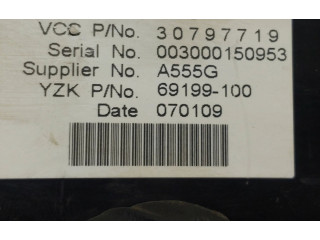 VCC P/No. 30797719
Serial No. 003000150953
Supplier No. A555G
YZK P/No. 69199-100
Date 070109